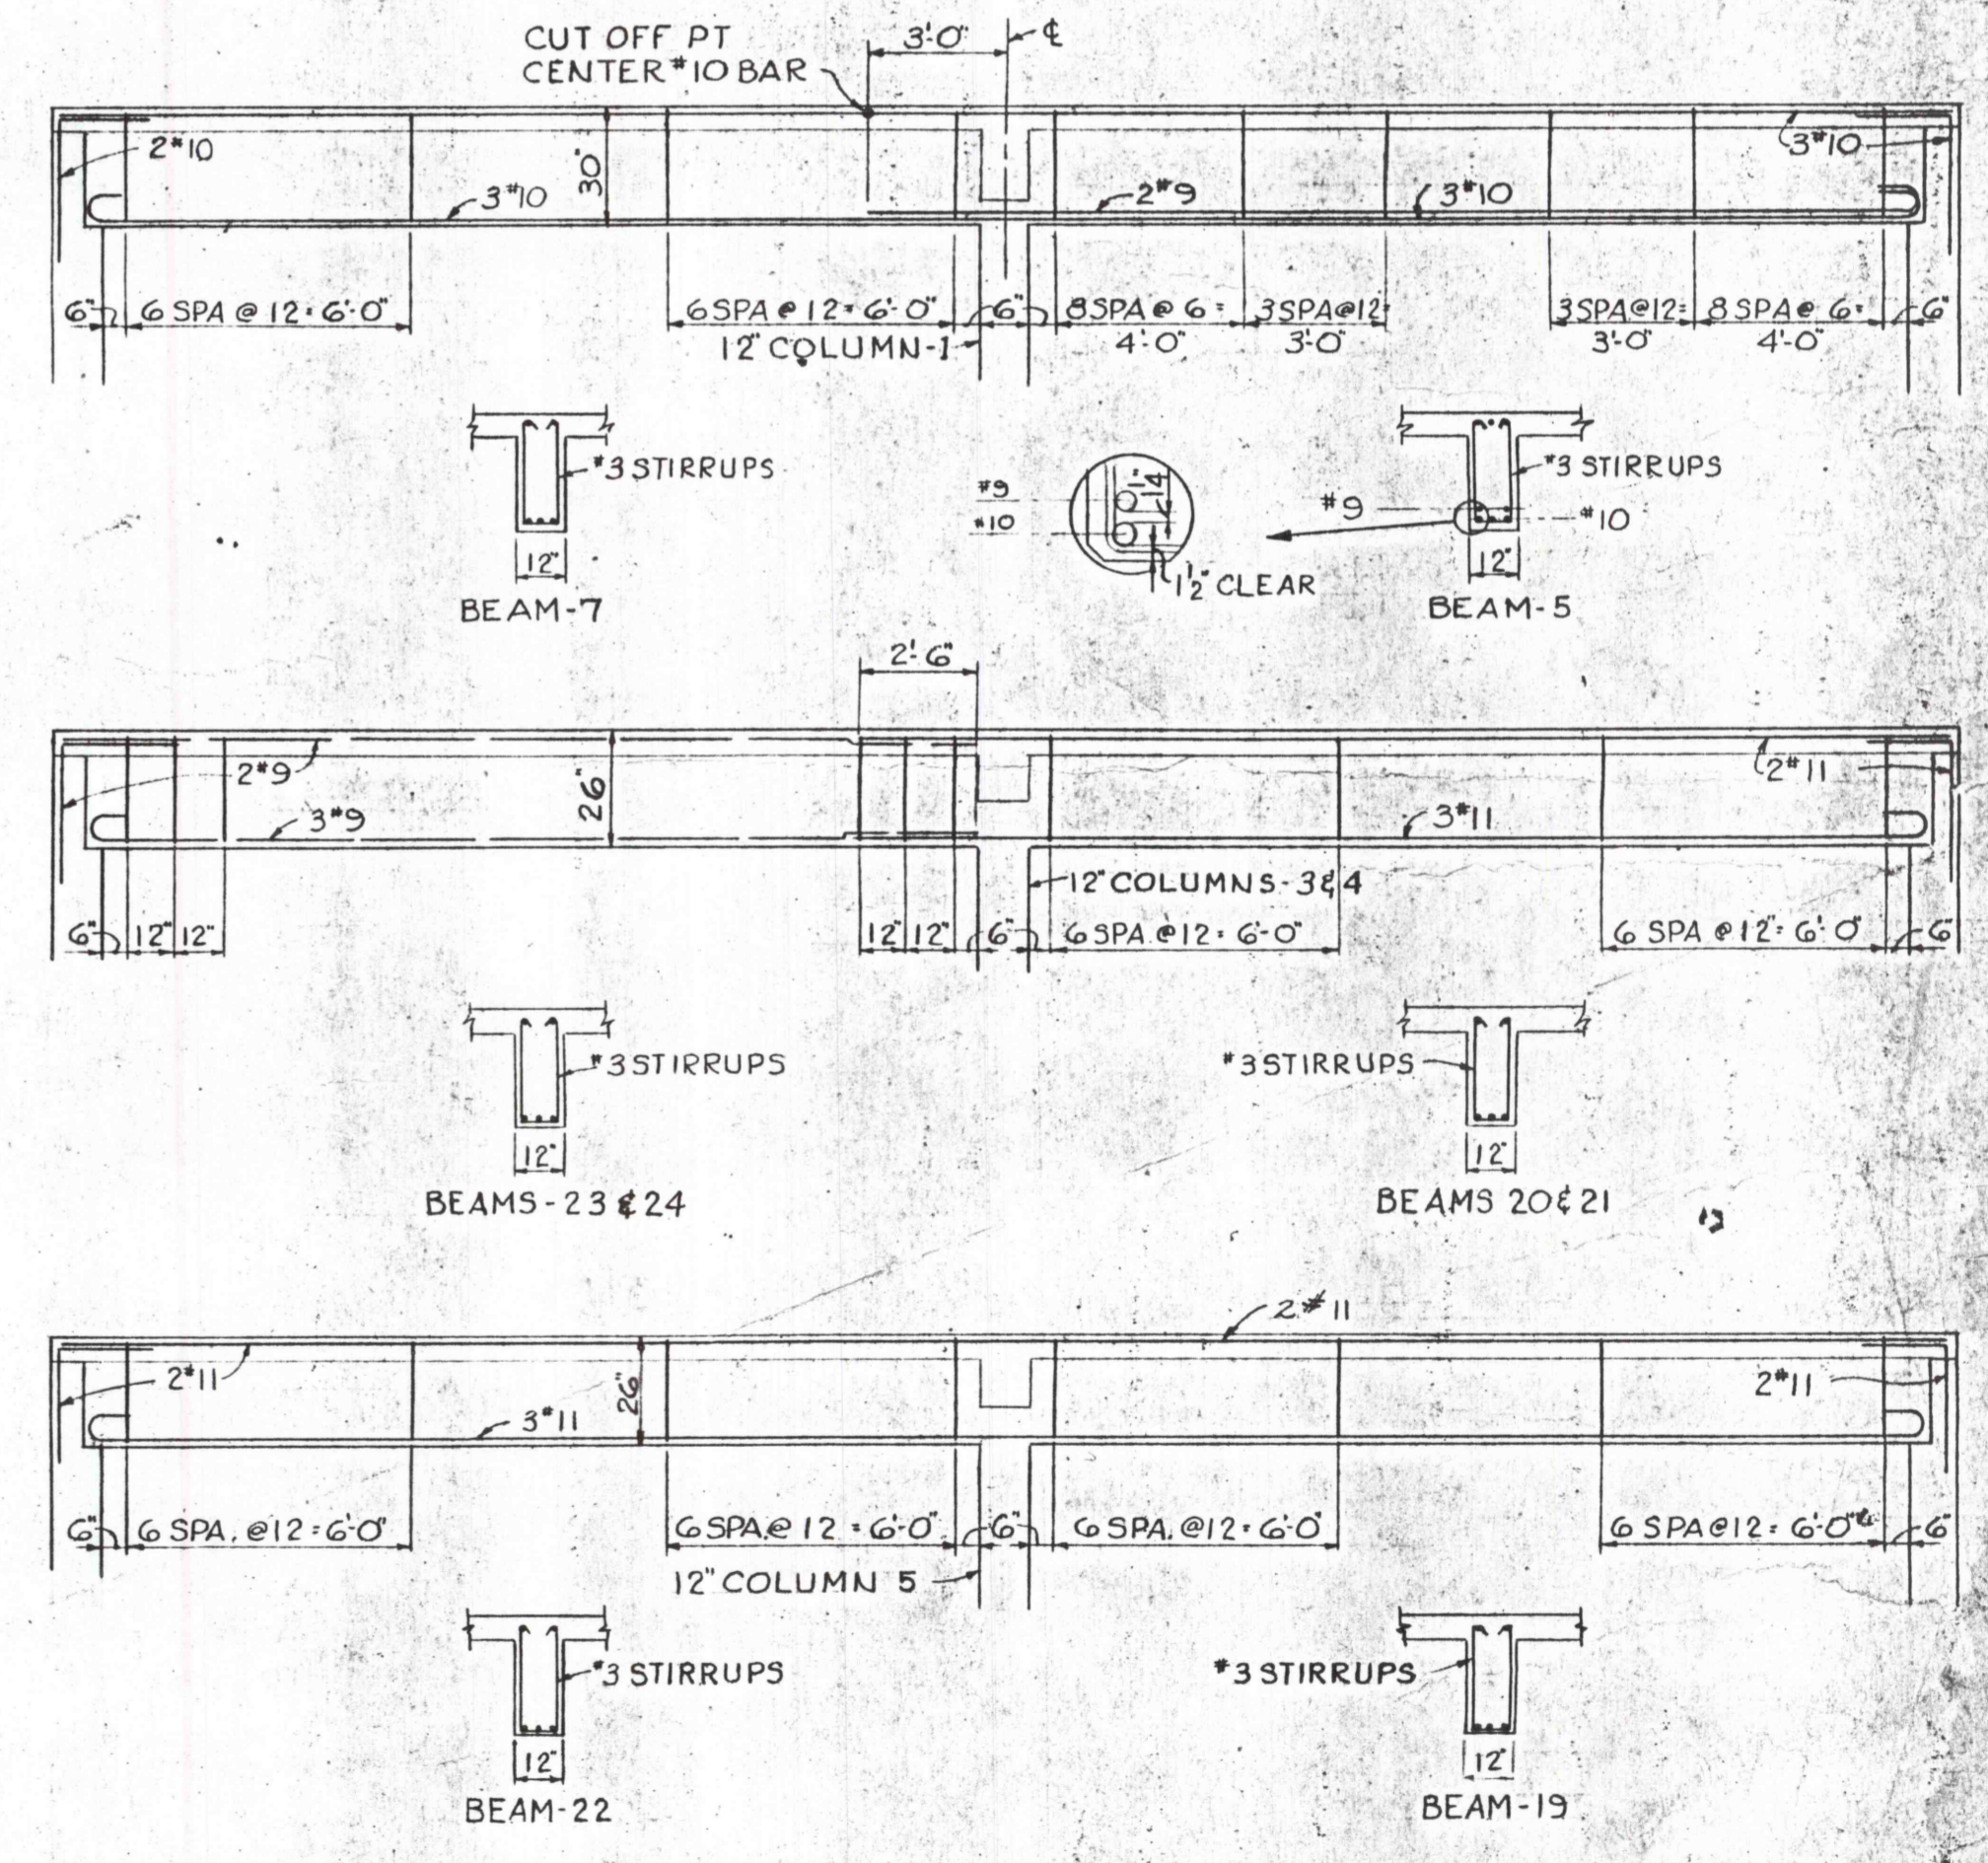 CUT OFF PT
CENTER #10 BAR
3'-0"
℄
2#10
3#10
30"
2#9
3#10
3#10
6"
6 SPA @ 12 = 6'-0"
6 SPA @ 12 = 6'-0"
6"
8 SPA @ 6 =
4'-0"
3 SPA @ 12 =
3'-0"
3 SPA @ 12 =
3'-0"
8 SPA @ 6 =
4'-0"
6"
12" COLUMN-1
#3 STIRRUPS
12"
BEAM-7
#9
#10
1 1/4"
1 1/2" CLEAR
#9
#3 STIRRUPS
#10
12"
BEAM-5
2'-6"
2#9
3#9
26"
3#11
2#11
12" COLUMNS-3&4
6"
12"
12"
12"
12"
6"
6 SPA. @ 12 = 6'-0"
6 SPA @ 12" = 6'-0"
6"
#3 STIRRUPS
12"
BEAMS-23 & 24
#3 STIRRUPS
12"
BEAMS 20 & 21
2#11
2#11
3#11
26"
2#11
6"
6 SPA. @ 12 = 6'-0"
6 SPA. @ 12 = 6'-0"
6"
6 SPA. @ 12 = 6'-0"
6 SPA @ 12 = 6'-0"
6"
12" COLUMN 5
#3 STIRRUPS
12"
BEAM-22
#3 STIRRUPS
12"
BEAM-19